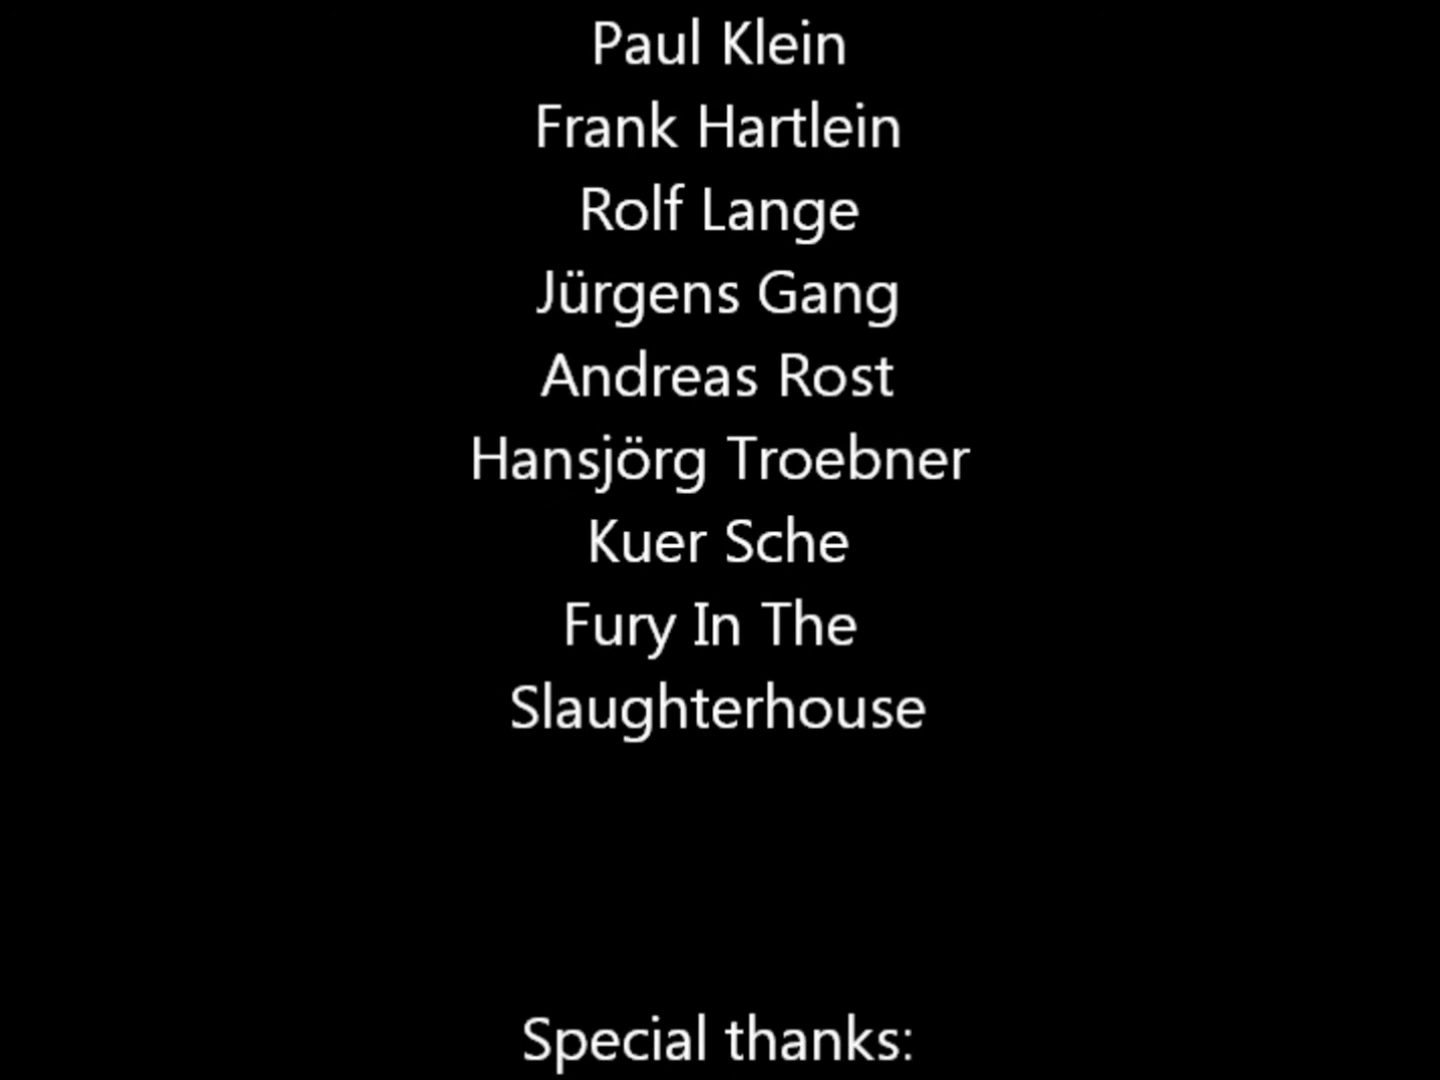 Paul Klein
Frank Hartlein
Rolf Lange
Jürgens Gang
Andreas Rost
Hansjörg Troebner
Kuer Sche
Fury In The
Slaughterhouse
Special thanks: